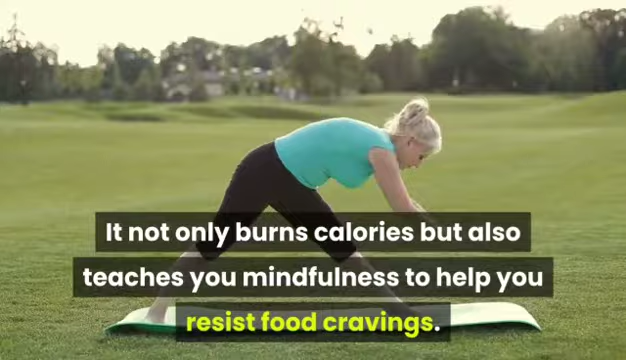 It not only burns calories but also
teaches you mindfulness to help you
resist food cravings.